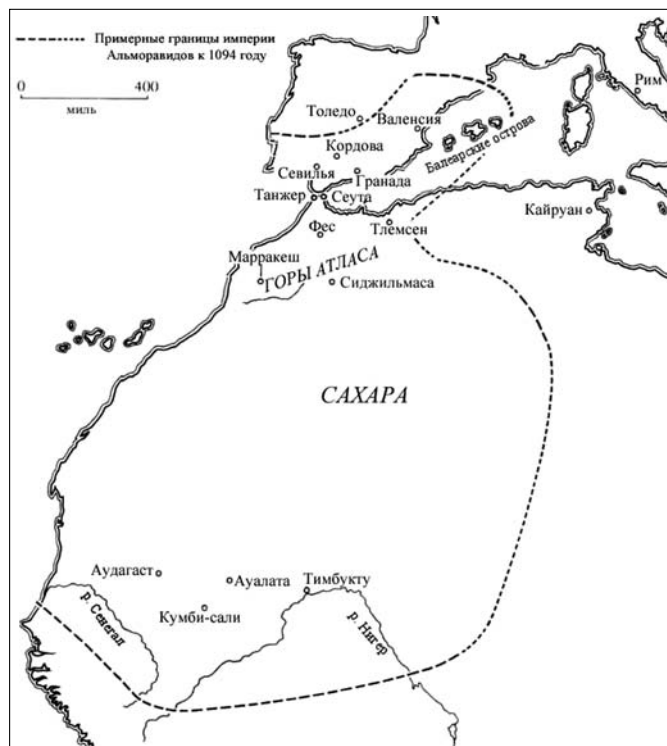 Примерные границы империи
Альморавидов к 1094 году
0 400
миль
Рим
Толедо
Валенсия
Кордова
Балеарские острова
Севилья
Гранада
Танжер
Сеута
Кайруан
Фес
Тлемсен
Марракеш
ГОРЫ АТЛАСА
Сиджильмаса
САХАРА
Аудагаст
Ауалата
Тимбукту
Кумби-сали
р. Сенегал
р. Нигер